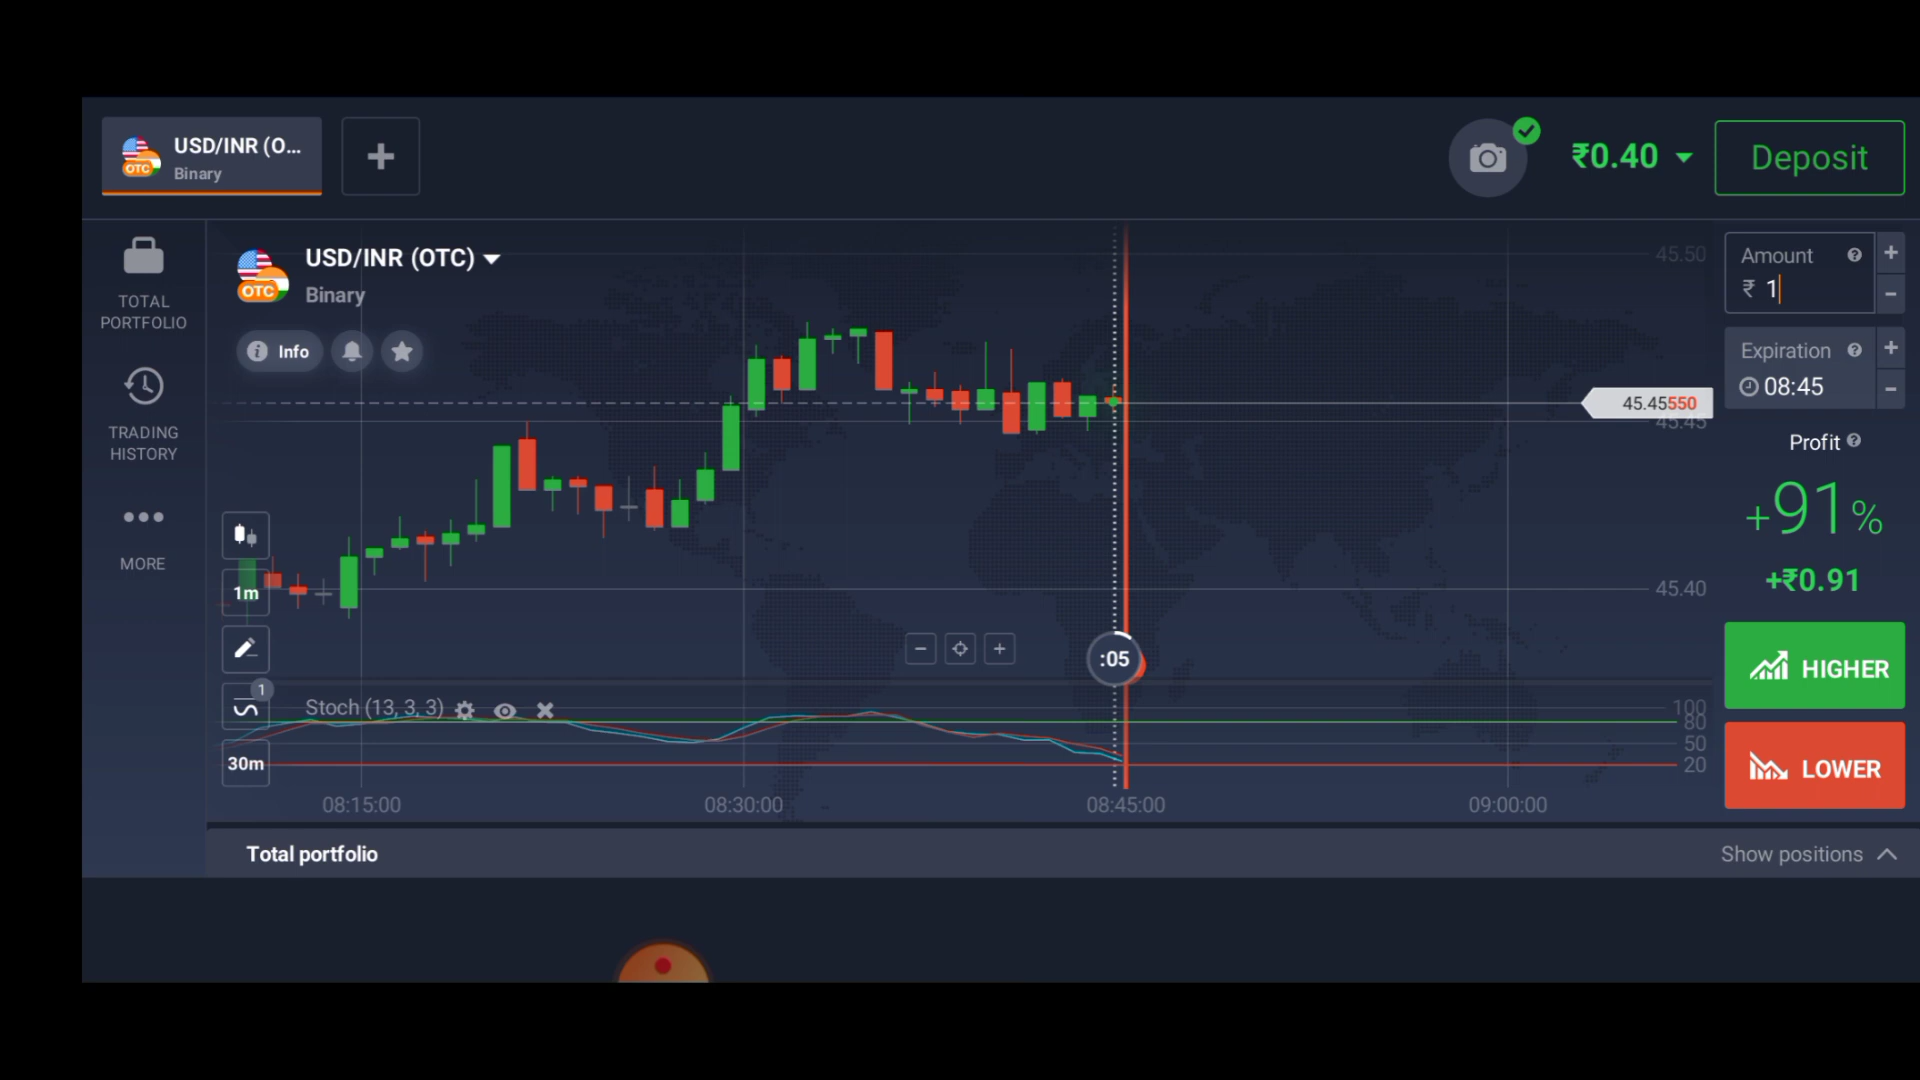 USD/INR (O...
Binary
₹0.40
Deposit
TOTAL
PORTFOLIO
TRADING
HISTORY
MORE
USD/INR (OTC)
OTC
Binary
Info
1m
1
30m
Stoch (13, 3, 3)
:05
45.50
45.45550
45.45
45.40
100
80
50
20
08:15:00
08:30:00
08:45:00
09:00:00
Amount
₹ 1
+
-
Expiration
08:45
+
-
Profit
+91%
+₹0.91
HIGHER
LOWER
Total portfolio
Show positions